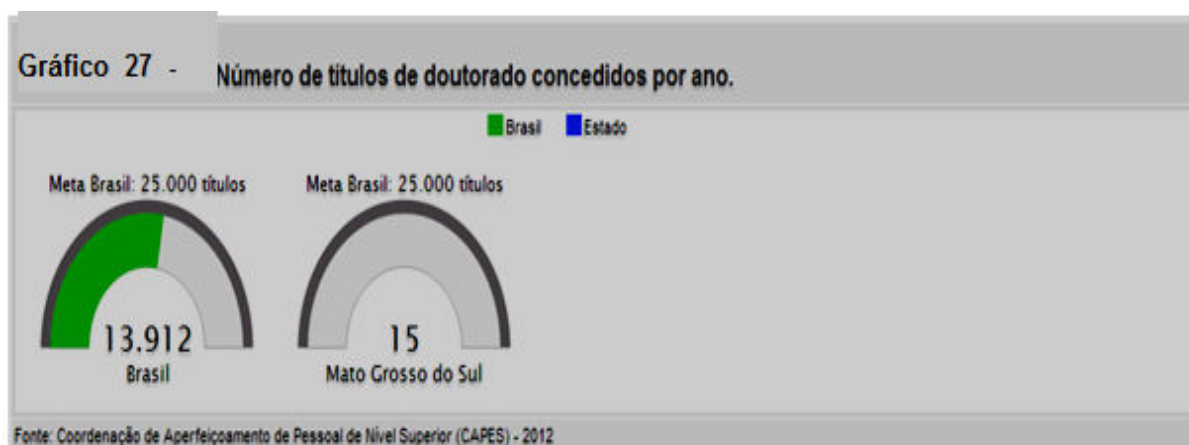 Gráfico 27 -
Número de títulos de doutorado concedidos por ano.
Brasil Estado
Meta Brasil: 25.000 títulos Meta Brasil: 25.000 títulos
13.912 15
Brasil Mato Grosso do Sul
Fonte: Coordenação de Aperfeiçoamento de Pessoal de Nível Superior (CAPES) - 2012